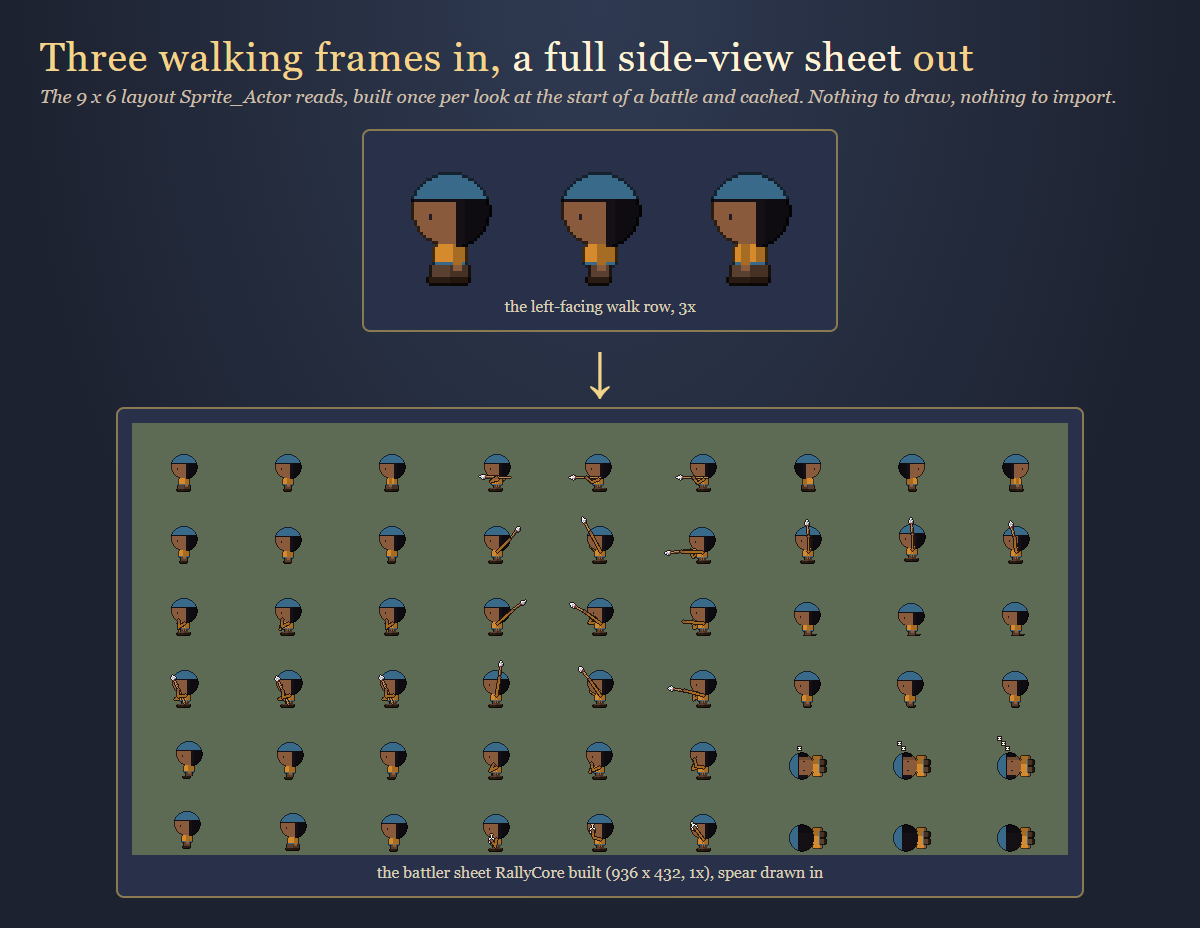 Three walking frames in, a full side-view sheet out
The 9 x 6 layout Sprite_Actor reads, built once per look at the start of a battle and cached. Nothing to draw, nothing to import.
the left-facing walk row, 3x
the battler sheet RallyCore built (936 x 432, 1x), spear drawn in